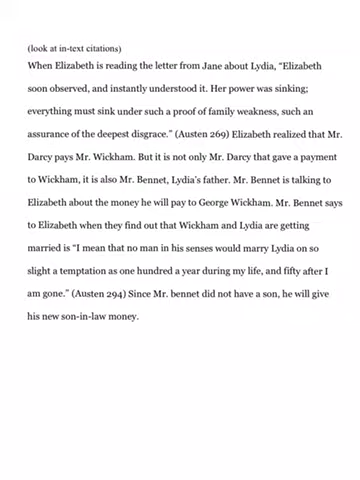 (look at in-text citations)
When Elizabeth is reading the letter from Jane about Lydia, “Elizabeth
soon observed, and instantly understood it. Her power was sinking;
everything must sink under such a proof of family weakness, such an
assurance of the deepest disgrace.” (Austen 269) Elizabeth realized that Mr.
Darcy pays Mr. Wickham. But it is not only Mr. Darcy that gave a payment
to Wickham, it is also Mr. Bennet, Lydia’s father. Mr. Bennet is talking to
Elizabeth about the money he will pay to George Wickham. Mr. Bennet says
to Elizabeth when they find out that Wickham and Lydia are getting
married is “I mean that no man in his senses would marry Lydia on so
slight a temptation as one hundred a year during my life, and fifty after I
am gone.” (Austen 294) Since Mr. bennet did not have a son, he will give
his new son-in-law money.